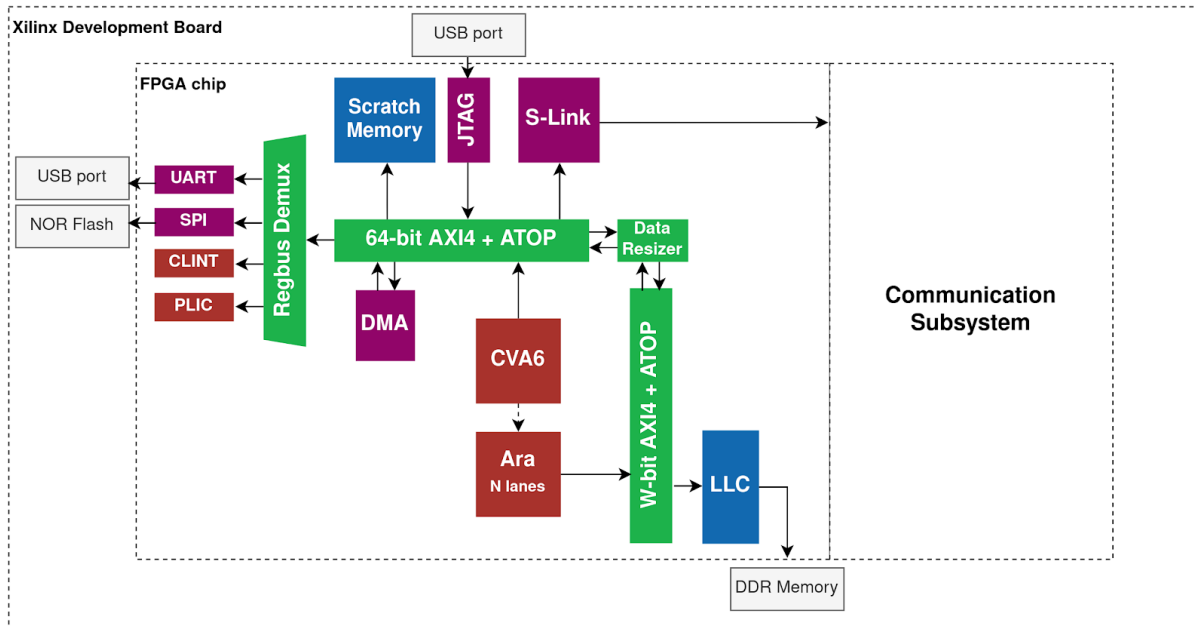 Xilinx Development Board
USB port
FPGA chip
Scratch
Memory
JTAG
S-Link
USB port
NOR Flash
UART
SPI
CLINT
PLIC
Regbus Demux
64-bit AXI4 + ATOP
Data
Resizer
DMA
CVA6
Ara
N lanes
W-bit AXI4 + ATOP
LLC
DDR Memory
Communication
Subsystem